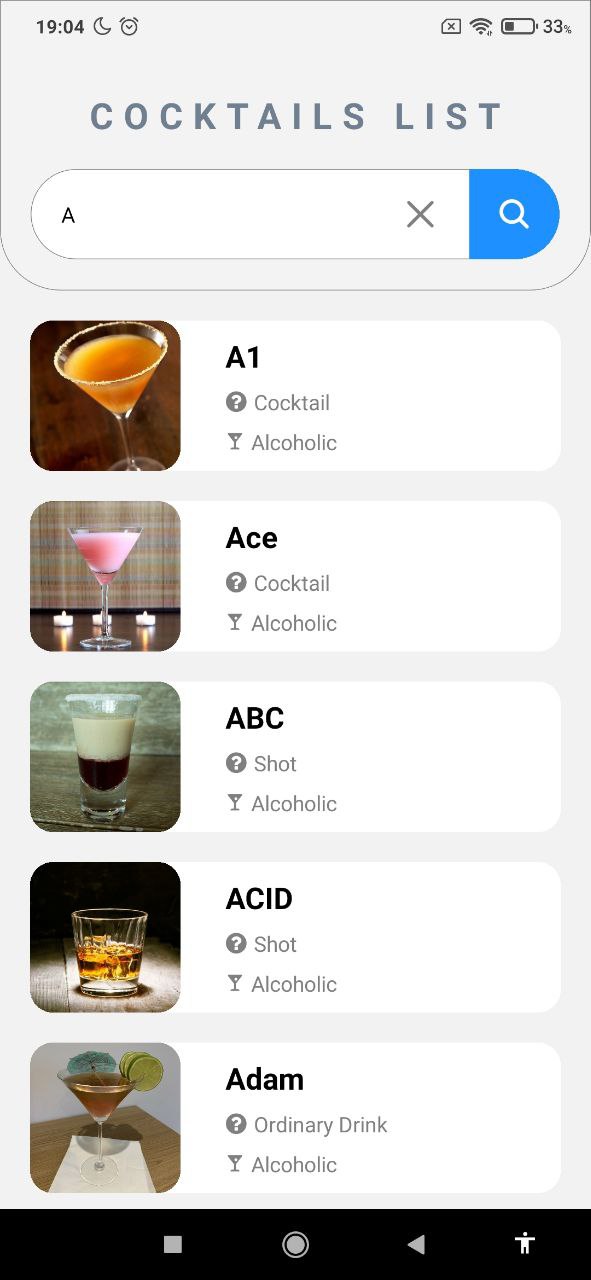 19:04 33%
COCKTAILS LIST
A
A1
Cocktail
Alcoholic
Ace
Cocktail
Alcoholic
ABC
Shot
Alcoholic
ACID
Shot
Alcoholic
Adam
Ordinary Drink
Alcoholic